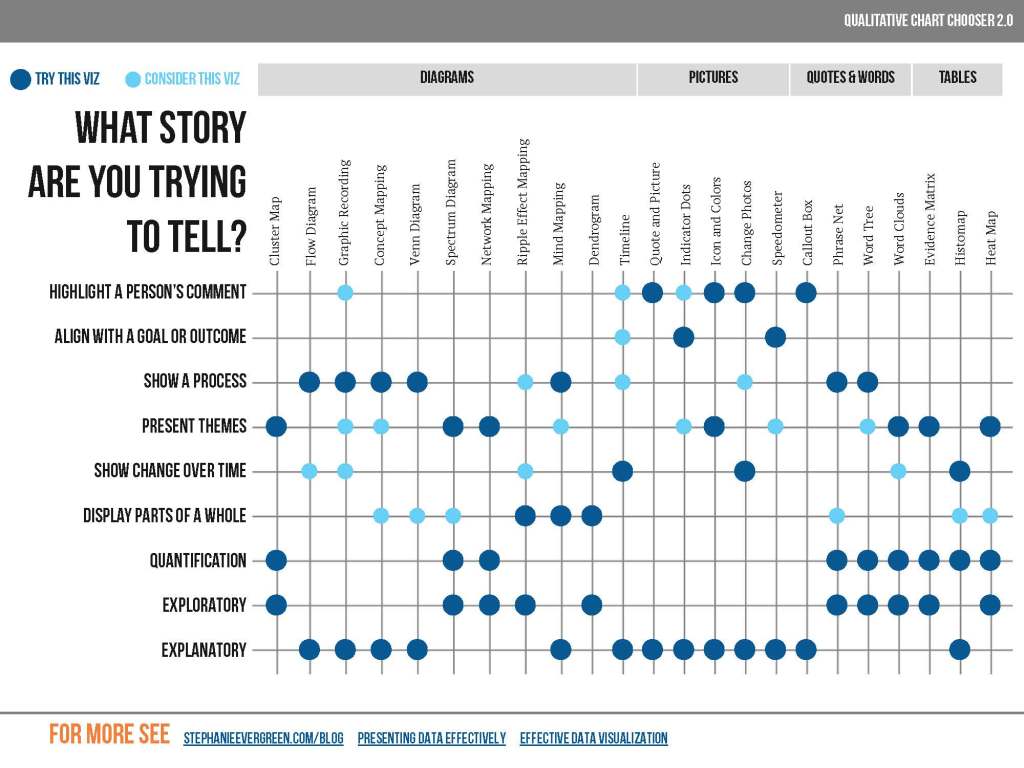 QUALITATIVE CHART CHOOSER 2.0
TRY THIS VIZ
CONSIDER THIS VIZ
DIAGRAMS
PICTURES
QUOTES & WORDS
TABLES
WHAT STORY
ARE YOU TRYING
TO TELL?
Cluster Map
Flow Diagram
Graphic Recording
Concept Mapping
Venn Diagram
Spectrum Diagram
Network Mapping
Ripple Effect Mapping
Mind Mapping
Dendrogram
Timeline
Quote and Picture
Indicator Dots
Icon and Colors
Change Photos
Speedometer
Callout Box
Phrase Net
Word Tree
Word Clouds
Evidence Matrix
Histomap
Heat Map
HIGHLIGHT A PERSON'S COMMENT
ALIGN WITH A GOAL OR OUTCOME
SHOW A PROCESS
PRESENT THEMES
SHOW CHANGE OVER TIME
DISPLAY PARTS OF A WHOLE
QUANTIFICATION
EXPLORATORY
EXPLANATORY
FOR MORE SEE STEPHANIEEVERGREEN.COM/BLOG PRESENTING DATA EFFECTIVELY EFFECTIVE DATA VISUALIZATION